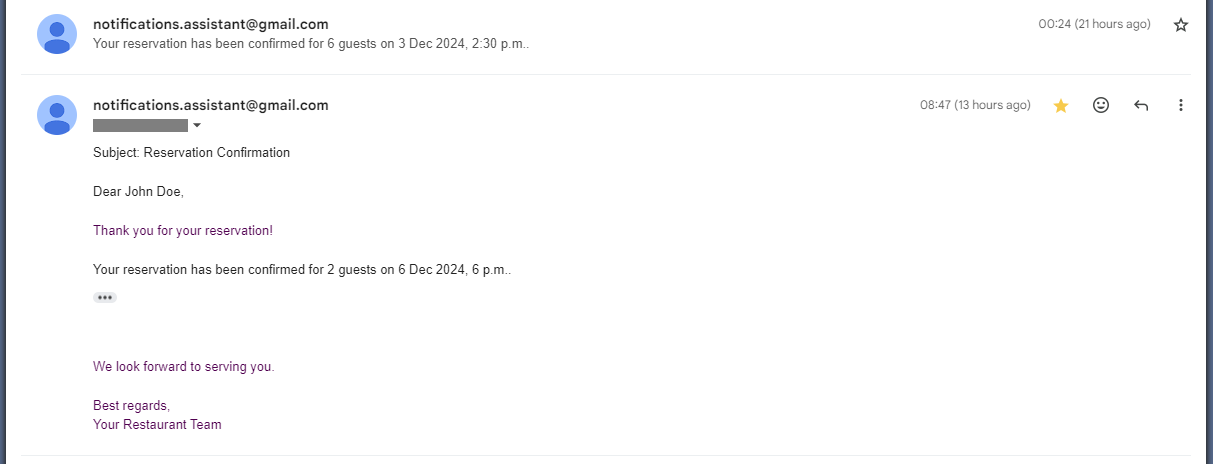 notifications.assistant@gmail.com
00:24 (21 hours ago)
Your reservation has been confirmed for 6 guests on 3 Dec 2024, 2:30 p.m..
notifications.assistant@gmail.com
08:47 (13 hours ago)
Subject: Reservation Confirmation
Dear John Doe,
Thank you for your reservation!
Your reservation has been confirmed for 2 guests on 6 Dec 2024, 6 p.m..
We look forward to serving you.
Best regards,
Your Restaurant Team